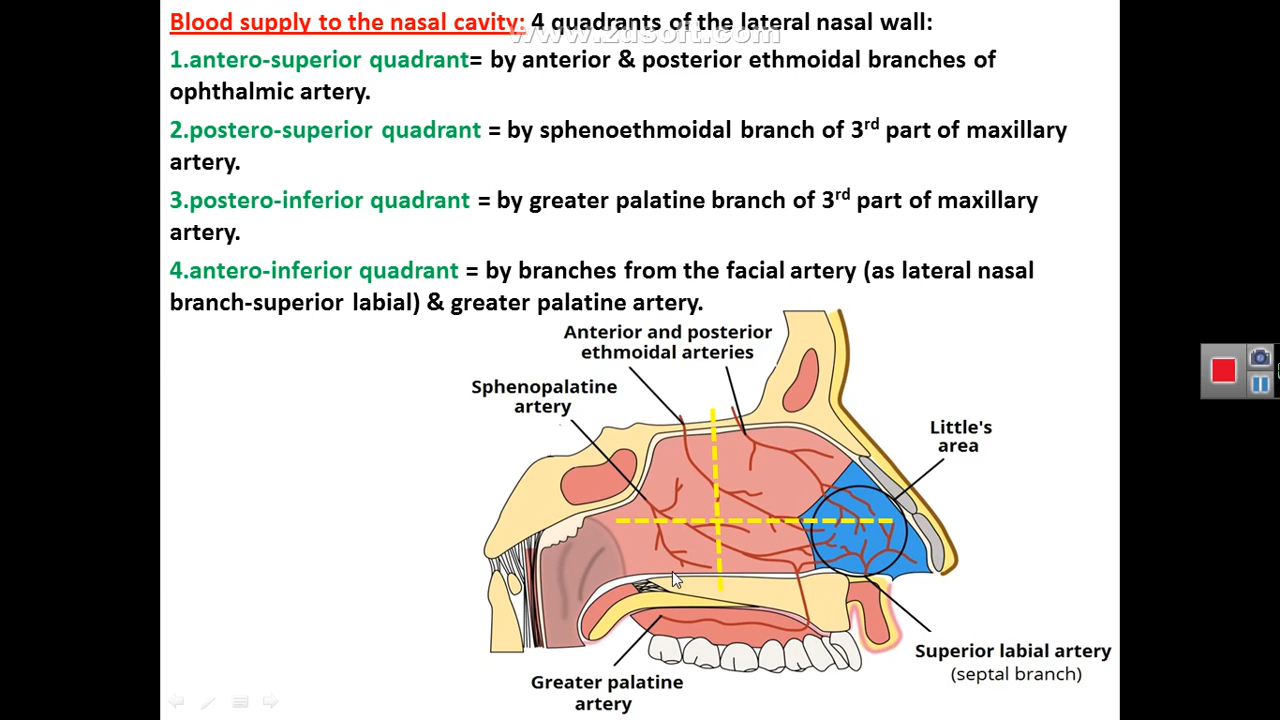 Blood supply to the nasal cavity: 4 quadrants of the lateral nasal wall:
www.zdsoft.com
1.antero-superior quadrant= by anterior & posterior ethmoidal branches of
ophthalmic artery.
2.postero-superior quadrant = by sphenoethmoidal branch of 3rd part of maxillary
artery.
3.postero-inferior quadrant = by greater palatine branch of 3rd part of maxillary
artery.
4.antero-inferior quadrant = by branches from the facial artery (as lateral nasal
branch-superior labial) & greater palatine artery.
Anterior and posterior
ethmoidal arteries
Sphenopalatine
artery
Little's
area
Superior labial artery
(septal branch)
Greater palatine
artery